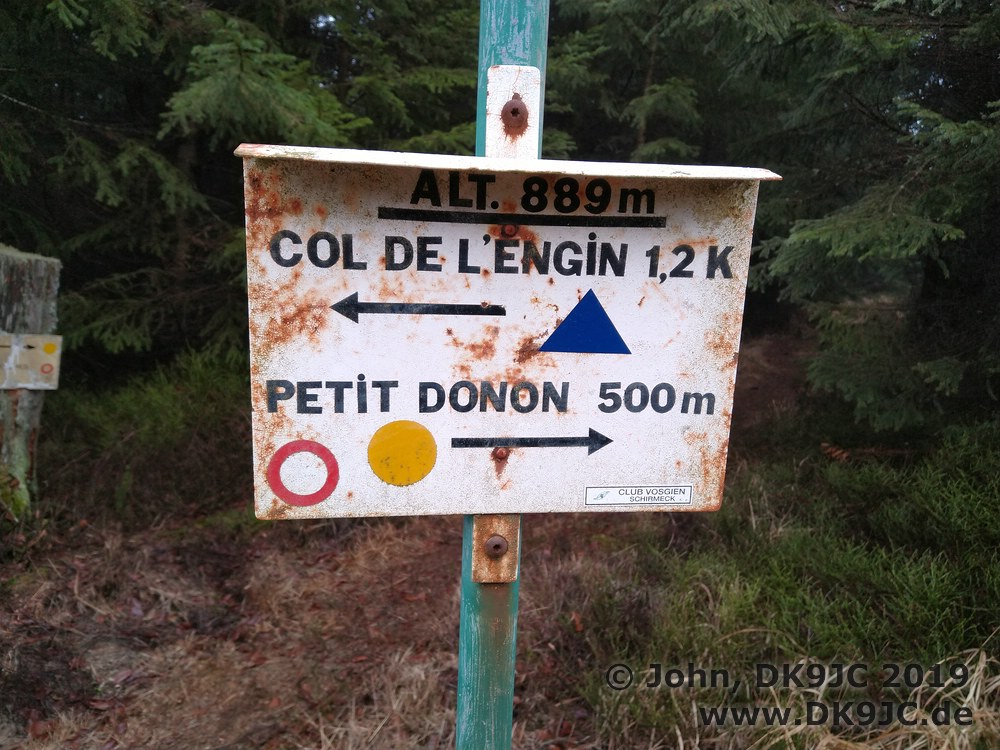 ALT. 889m
COL DE L'ENGiN 1,2 K
PETiT DONON 500m
CLUB VOSGIEN
SCHIRMECK
© John, DK9JC 2019
www.DK9JC.de